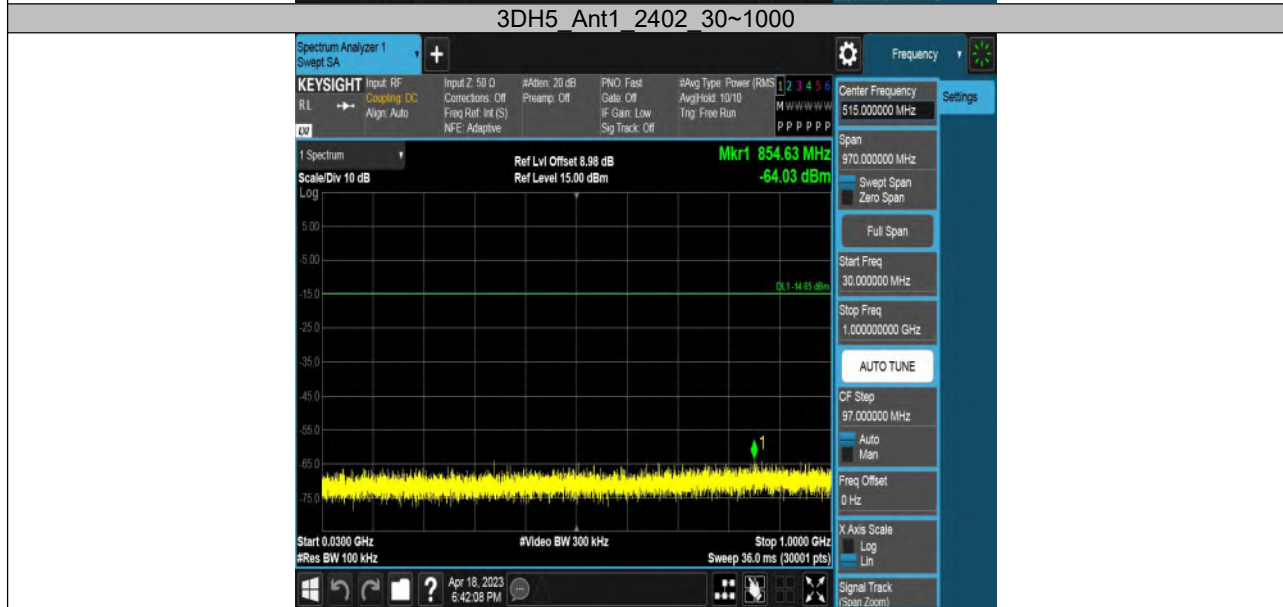 3DH5_Ant1_2402_30~1000
Spectrum Analyzer 1
Swept SA
+
Frequency
Settings
KEYSIGHT
RL
LXI
Input: RF
Coupling: DC
Align: Auto
Input Z: 50 Ω
Corrections: Off
Freq Ref: Int (S)
NFE: Adaptive
#Atten: 20 dB
Preamp: Off
PNO: Fast
Gate: Off
IF Gain: Low
Sig Track: Off
#Avg Type: Power (RMS
Avg|Hold: 10/10
Trig: Free Run
1 2 3 4 5 6
M W W W W W
P P P P P P
1 Spectrum
Scale/Div 10 dB
Log
Ref Lvl Offset 8.98 dB
Ref Level 15.00 dBm
Mkr1 854.63 MHz
-64.03 dBm
5.00
-5.00
-15.0
-25.0
-35.0
-45.0
-55.0
-65.0
-75.0
DL1 -14.65 dBm
1
Start 0.0300 GHz
#Res BW 100 kHz
#Video BW 300 kHz
Stop 1.0000 GHz
Sweep 36.0 ms (30001 pts)
Center Frequency
515.000000 MHz
Span
970.000000 MHz
Swept Span
Zero Span
Full Span
Start Freq
30.000000 MHz
Stop Freq
1.000000000 GHz
AUTO TUNE
CF Step
97.000000 MHz
Auto
Man
Freq Offset
0 Hz
X Axis Scale
Log
Lin
Signal Track
(Span Zoom)
?
Apr 18, 2023
6:42:08 PM